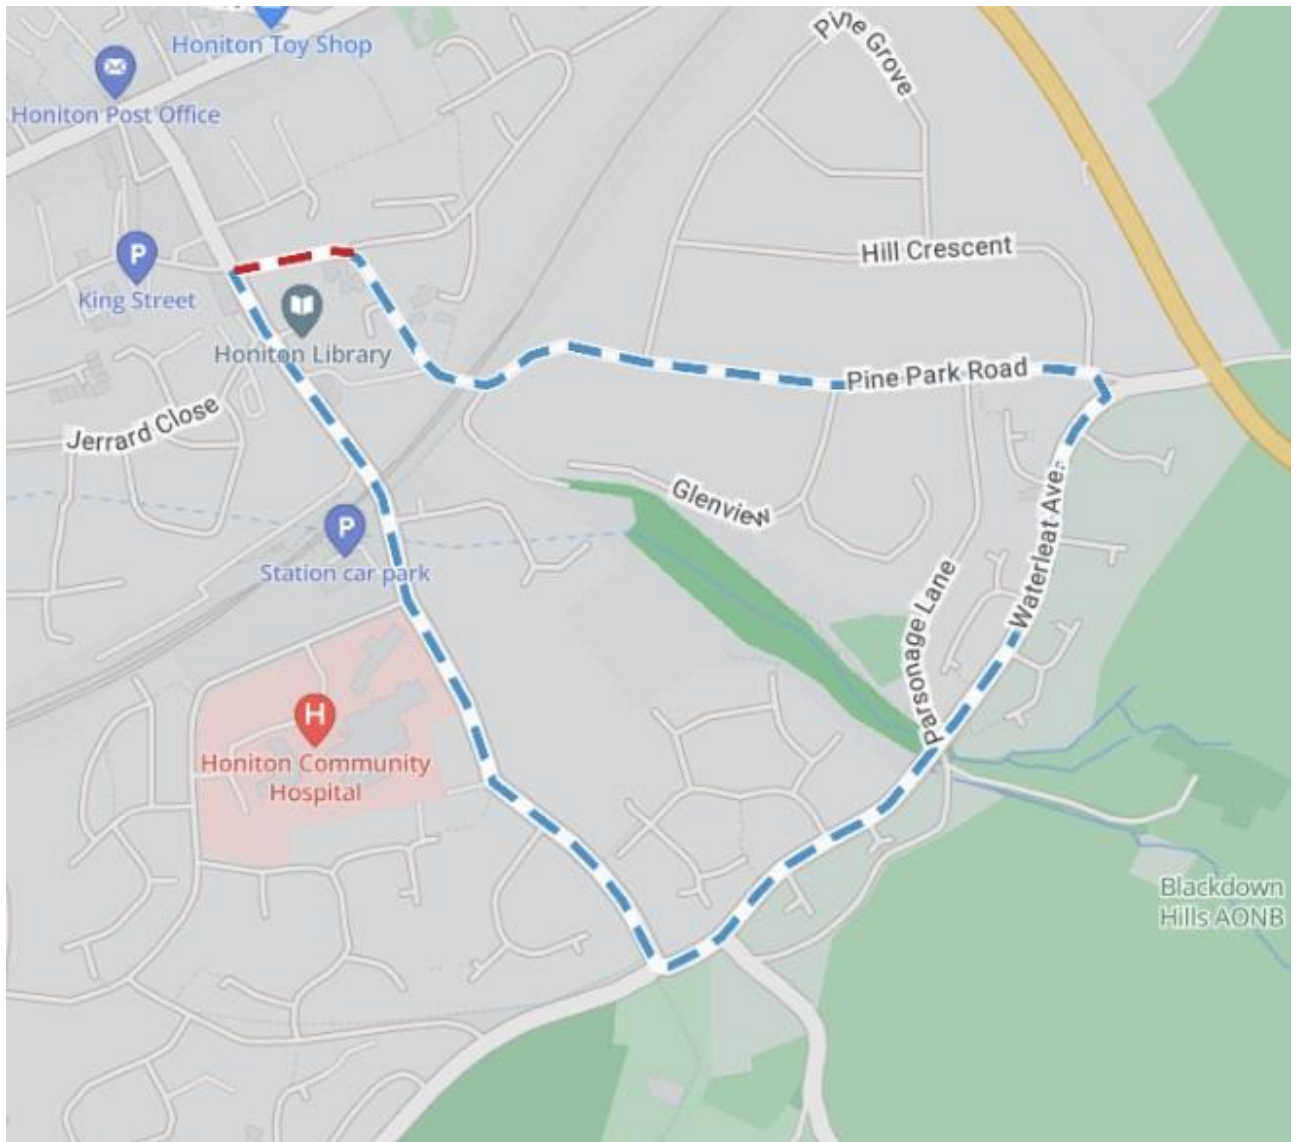 Honiton Toy Shop
Pine Grove
Honiton Post Office
P
Hill Crescent
King Street
Honiton Library
Pine Park Road
Jerrard Close
Glenview
Waterleat Ave.
P
Station car park
Parsonage Lane
H
Honiton Community
Hospital
Blackdown
Hills AONB